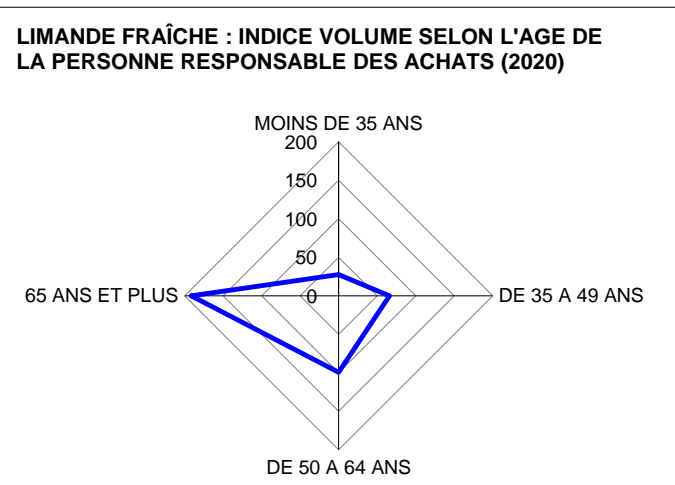 LIMANDE FRAÎCHE : INDICE VOLUME SELON L'AGE DE
LA PERSONNE RESPONSABLE DES ACHATS (2020)
MOINS DE 35 ANS
200
150
100
50
0
65 ANS ET PLUS
DE 35 A 49 ANS
DE 50 A 64 ANS